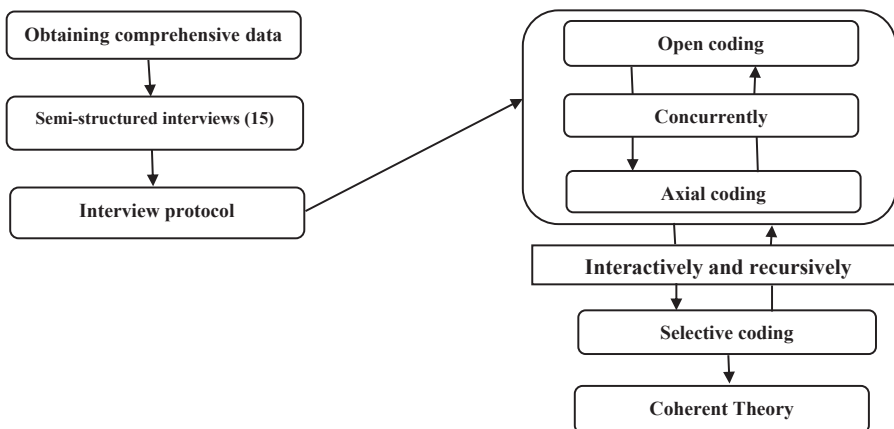 Obtaining comprehensive data
Semi-structured interviews (15)
Interview protocol
Open coding
Concurrently
Axial coding
Interactively and recursively
Selective coding
Coherent Theory